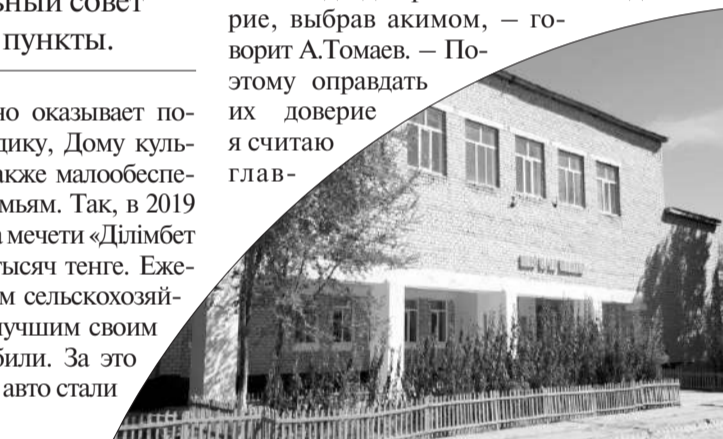 ьный совет
пункты.
но оказывает по-
дику, Дому куль-
акже малообеспе-
мьям. Так, в 2019
а мечети «Ділімбет
тысяч тенге. Еже-
м сельскохозяй-
лучшим своим
били. За это
авто стали
рие, выбрав акимом, – го-
ворит А.Томаев. – По-
этому оправдать
их доверие
я считаю
глав-